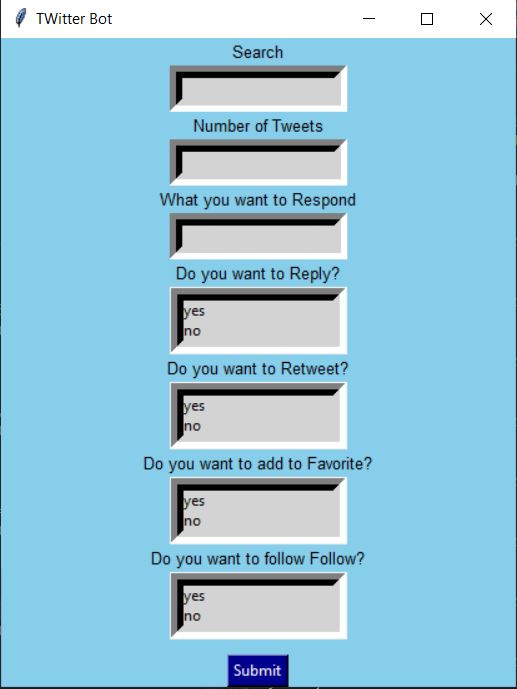 TWitter Bot
Search
Number of Tweets
What you want to Respond
Do you want to Reply?
yes
no
Do you want to Retweet?
yes
no
Do you want to add to Favorite?
yes
no
Do you want to follow Follow?
yes
no
Submit